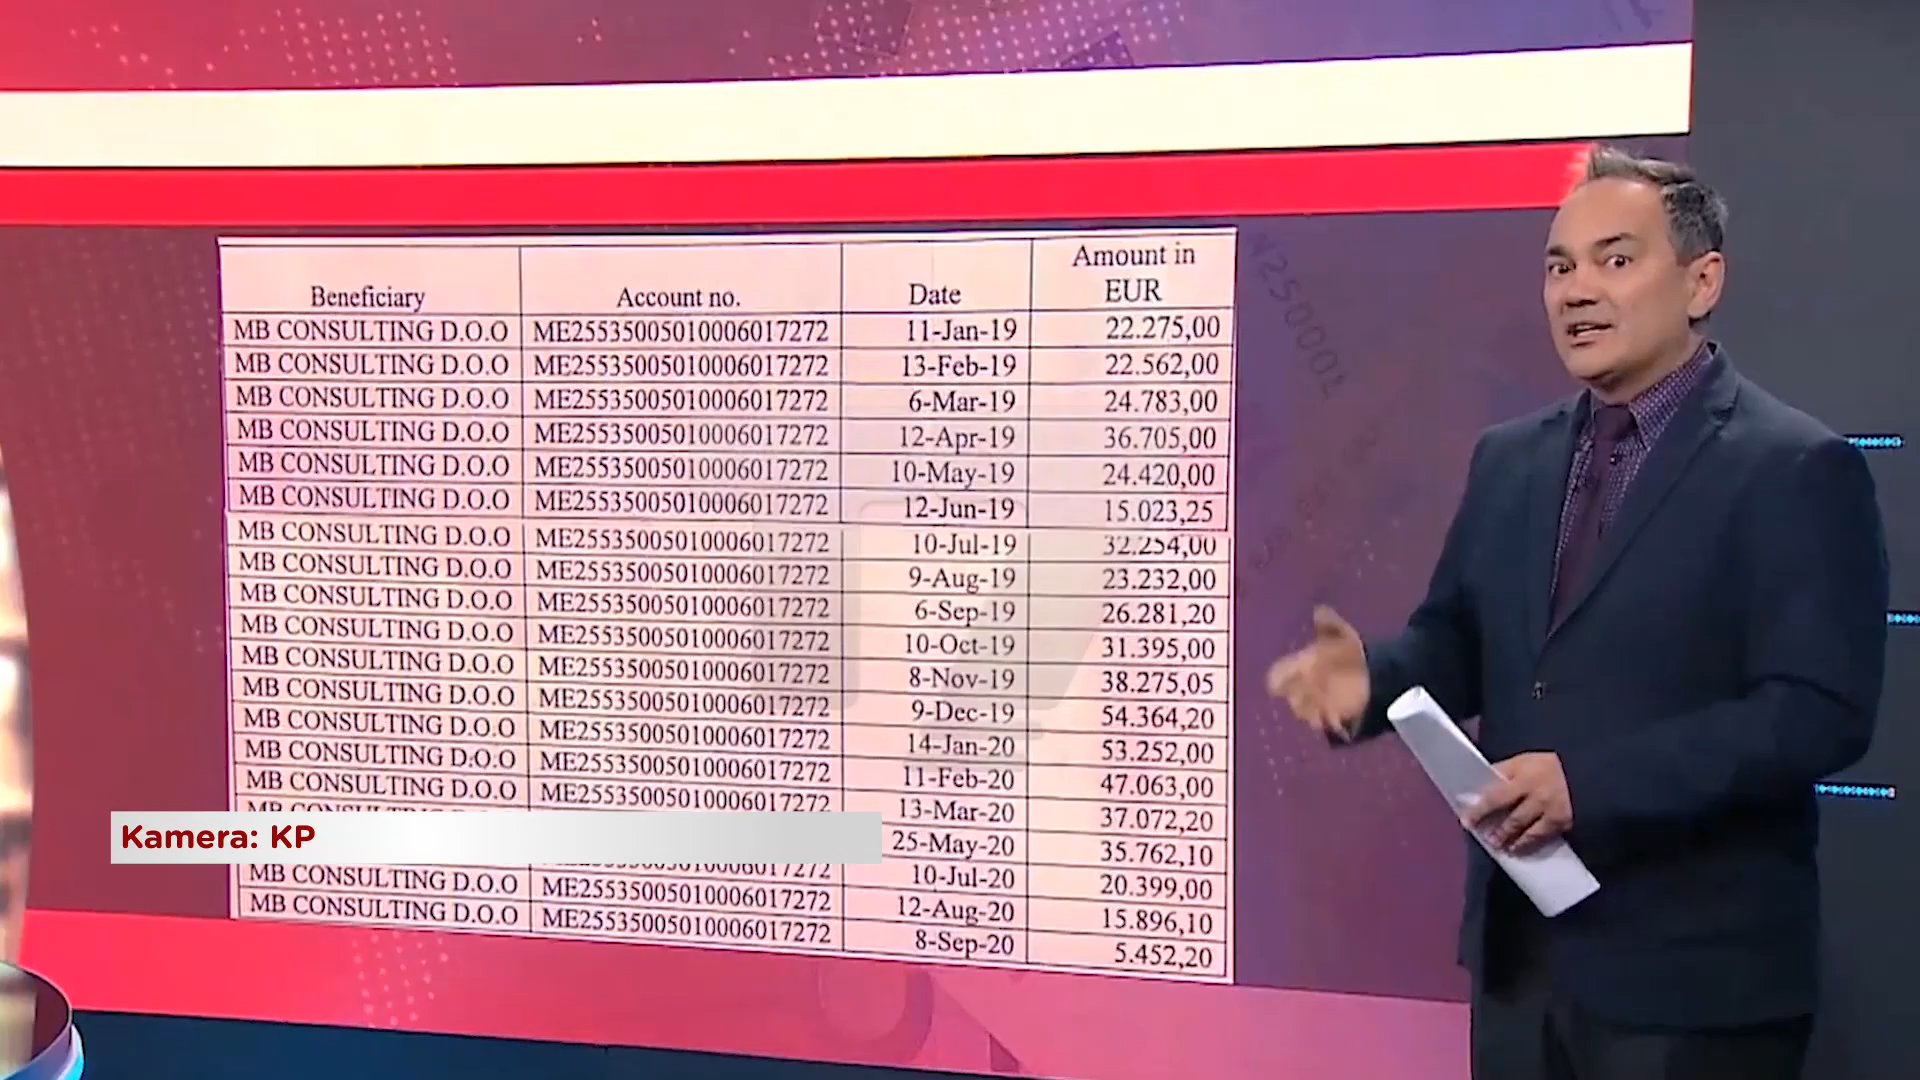 Beneficiary Account no. Date Amount in EUR
MB CONSULTING D.O.O ME25535005010006017272 11-Jan-19 22.275,00
MB CONSULTING D.O.O ME25535005010006017272 13-Feb-19 22.562,00
MB CONSULTING D.O.O ME25535005010006017272 6-Mar-19 24.783,00
MB CONSULTING D.O.O ME25535005010006017272 12-Apr-19 36.705,00
MB CONSULTING D.O.O ME25535005010006017272 10-May-19 24.420,00
MB CONSULTING D.O.O ME25535005010006017272 12-Jun-19 15.023,25
MB CONSULTING D.O.O ME25535005010006017272 10-Jul-19 32.254,00
MB CONSULTING D.O.O ME25535005010006017272 9-Aug-19 23.232,00
MB CONSULTING D.O.O ME25535005010006017272 6-Sep-19 26.281,20
MB CONSULTING D.O.O ME25535005010006017272 10-Oct-19 31.395,00
MB CONSULTING D.O.O ME25535005010006017272 8-Nov-19 38.275,05
MB CONSULTING D.O.O ME25535005010006017272 9-Dec-19 54.364,20
MB CONSULTING D.O.O ME25535005010006017272 14-Jan-20 53.252,00
MB CONSULTING D.O.O ME25535005010006017272 11-Feb-20 47.063,00
MB CONSULTING D.O.O ME25535005010006017272 13-Mar-20 37.072,20
25-May-20 35.762,10
10-Jul-20 20.399,00
MB CONSULTING D.O.O ME25535005010006017272 12-Aug-20 15.896,10
MB CONSULTING D.O.O ME25535005010006017272 8-Sep-20 5.452,20
Kamera: KP